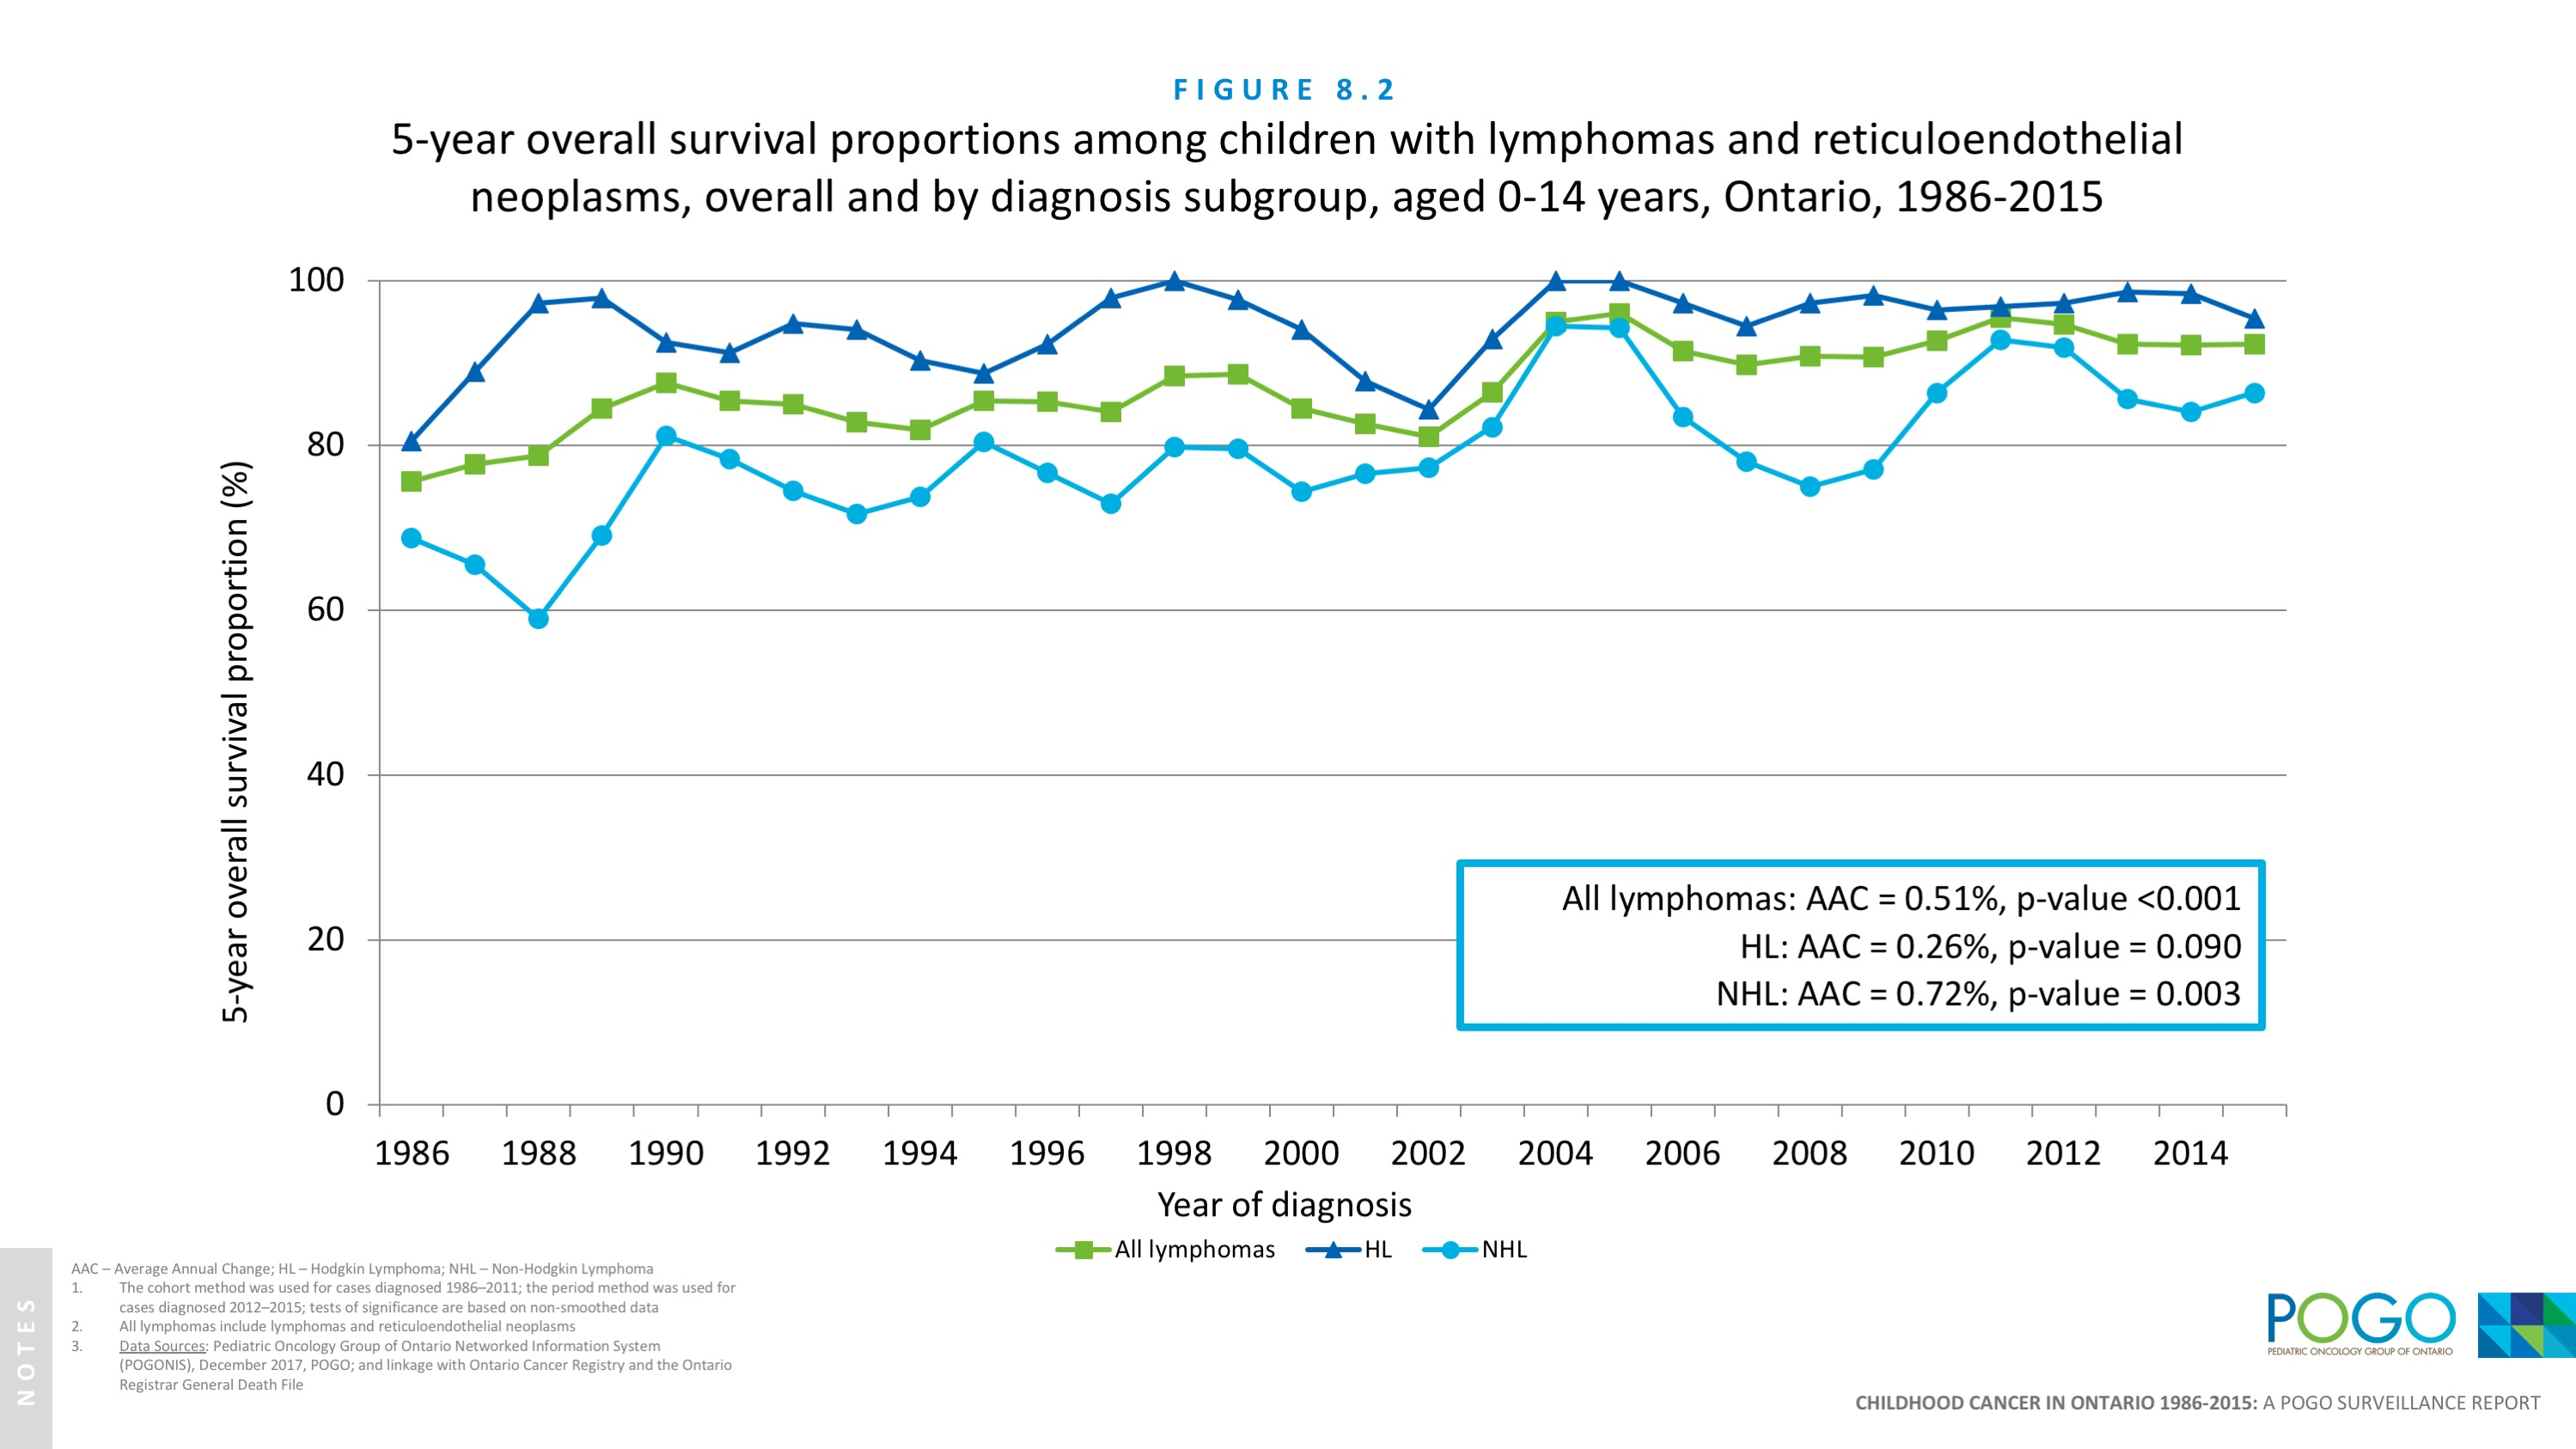 FIGURE 8.2
5-year overall survival proportions among children with lymphomas and reticuloendothelial
neoplasms, overall and by diagnosis subgroup, aged 0-14 years, Ontario, 1986-2015
5-year overall survival proportion (%)
100
80
60
40
20
0
All lymphomas: AAC = 0.51%, p-value <0.001
HL: AAC = 0.26%, p-value = 0.090
NHL: AAC = 0.72%, p-value = 0.003
1986 1988 1990 1992 1994 1996 1998 2000 2002 2004 2006 2008 2010 2012 2014
Year of diagnosis
All lymphomas HL NHL
NOTES
AAC – Average Annual Change; HL – Hodgkin Lymphoma; NHL – Non-Hodgkin Lymphoma
1. The cohort method was used for cases diagnosed 1986–2011; the period method was used for
cases diagnosed 2012–2015; tests of significance are based on non-smoothed data
2. All lymphomas include lymphomas and reticuloendothelial neoplasms
3. Data Sources: Pediatric Oncology Group of Ontario Networked Information System
(POGONIS), December 2017, POGO; and linkage with Ontario Cancer Registry and the Ontario
Registrar General Death File
POGO
PEDIATRIC ONCOLOGY GROUP OF ONTARIO
CHILDHOOD CANCER IN ONTARIO 1986-2015: A POGO SURVEILLANCE REPORT